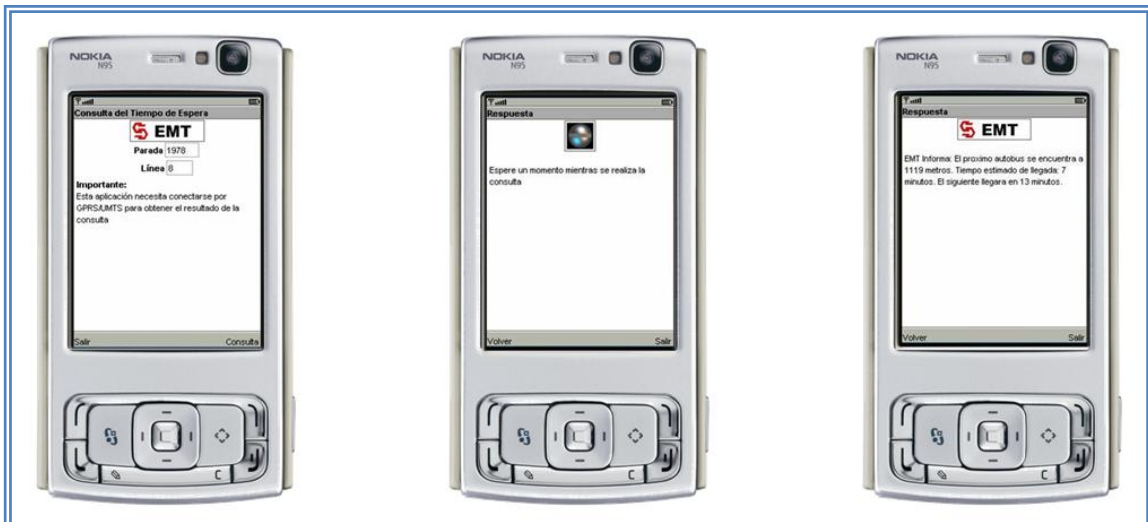 NOKIA
N95
Consulta del Tiempo de Espera
EMT
Parada 1978
Línea 8
Importante:
Esta aplicación necesita conectarse por
GPRS/UMTS para obtener el resultado de la
consulta
Salir Consulta
C
NOKIA
N95
Respuesta
Espere un momento mientras se realiza la
consulta
Volver Salir
C
NOKIA
N95
Respuesta
EMT
EMT Informa: El proximo autobus se encuentra a
1119 metros. Tiempo estimado de llegada: 7
minutos. El siguiente llegara en 13 minutos.
Volver Salir
C